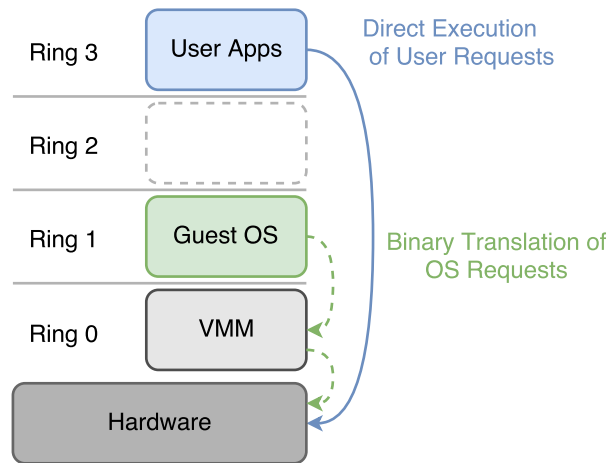 Ring 3
User Apps
Direct Execution
of User Requests
Ring 2
Ring 1
Guest OS
Binary Translation of
OS Requests
Ring 0
VMM
Hardware